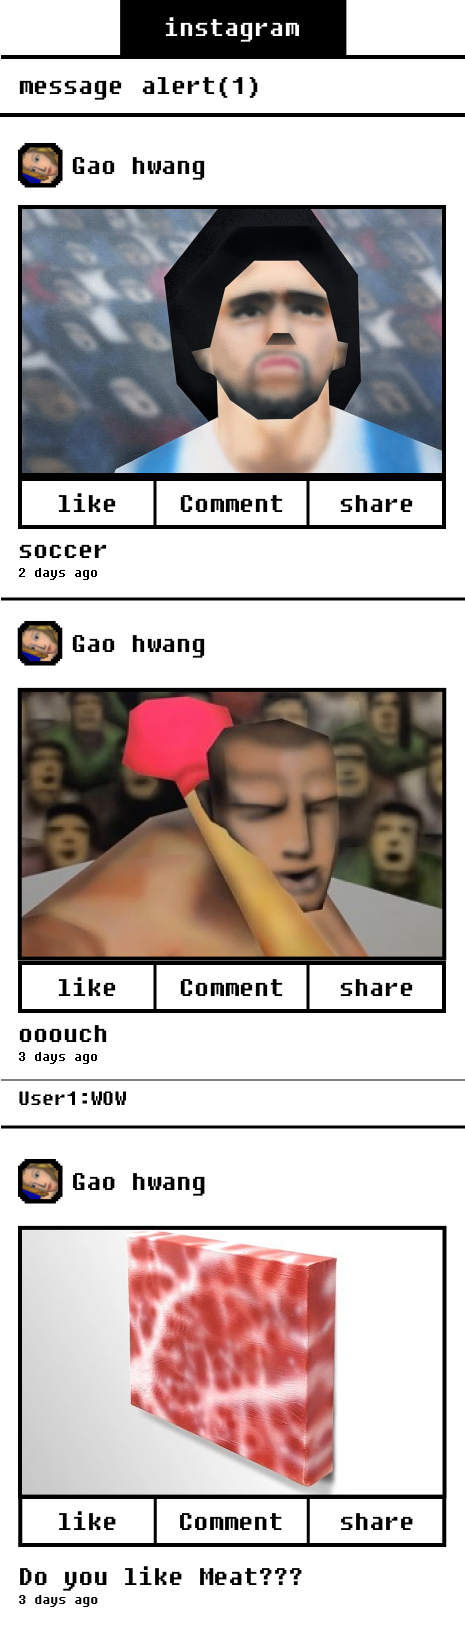 instagram
message alert(1)
Gao hwang
like Comment share
soccer
2 days ago
Gao hwang
like Comment share
ooouch
3 days ago
User1:WOW
Gao hwang
like Comment share
Do you like Meat???
3 days ago